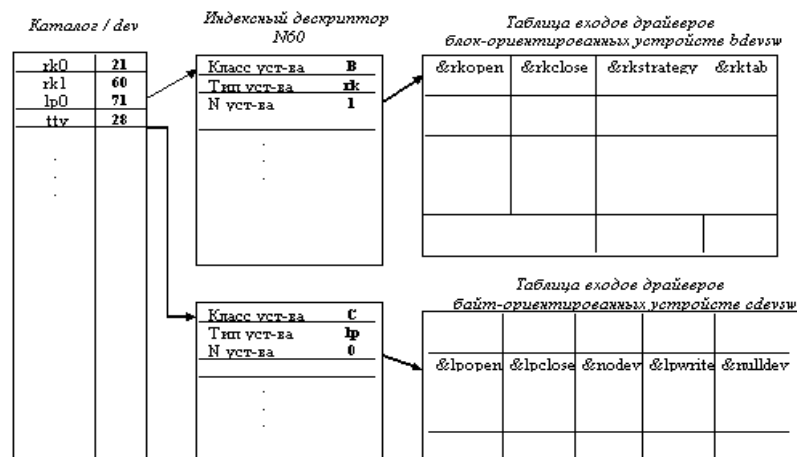 Каталог / dev
rk0 21
rk1 60
lp0 71
tty 28
Индексный дескриптор
N60
Класс уст-ва B
Тип уст-ва rk
N уст-ва 1
Таблица входов драйверов
блок-ориентированных устройств bdevsw
&rkopen &rkclose &rkstrategy &rktab
Класс уст-ва C
Тип уст-ва lp
N уст-ва 0
Таблица входов драйверов
байт-ориентированных устройств cdevsw
&lpopen &lpclose &nodev &lpwrite &nulldev